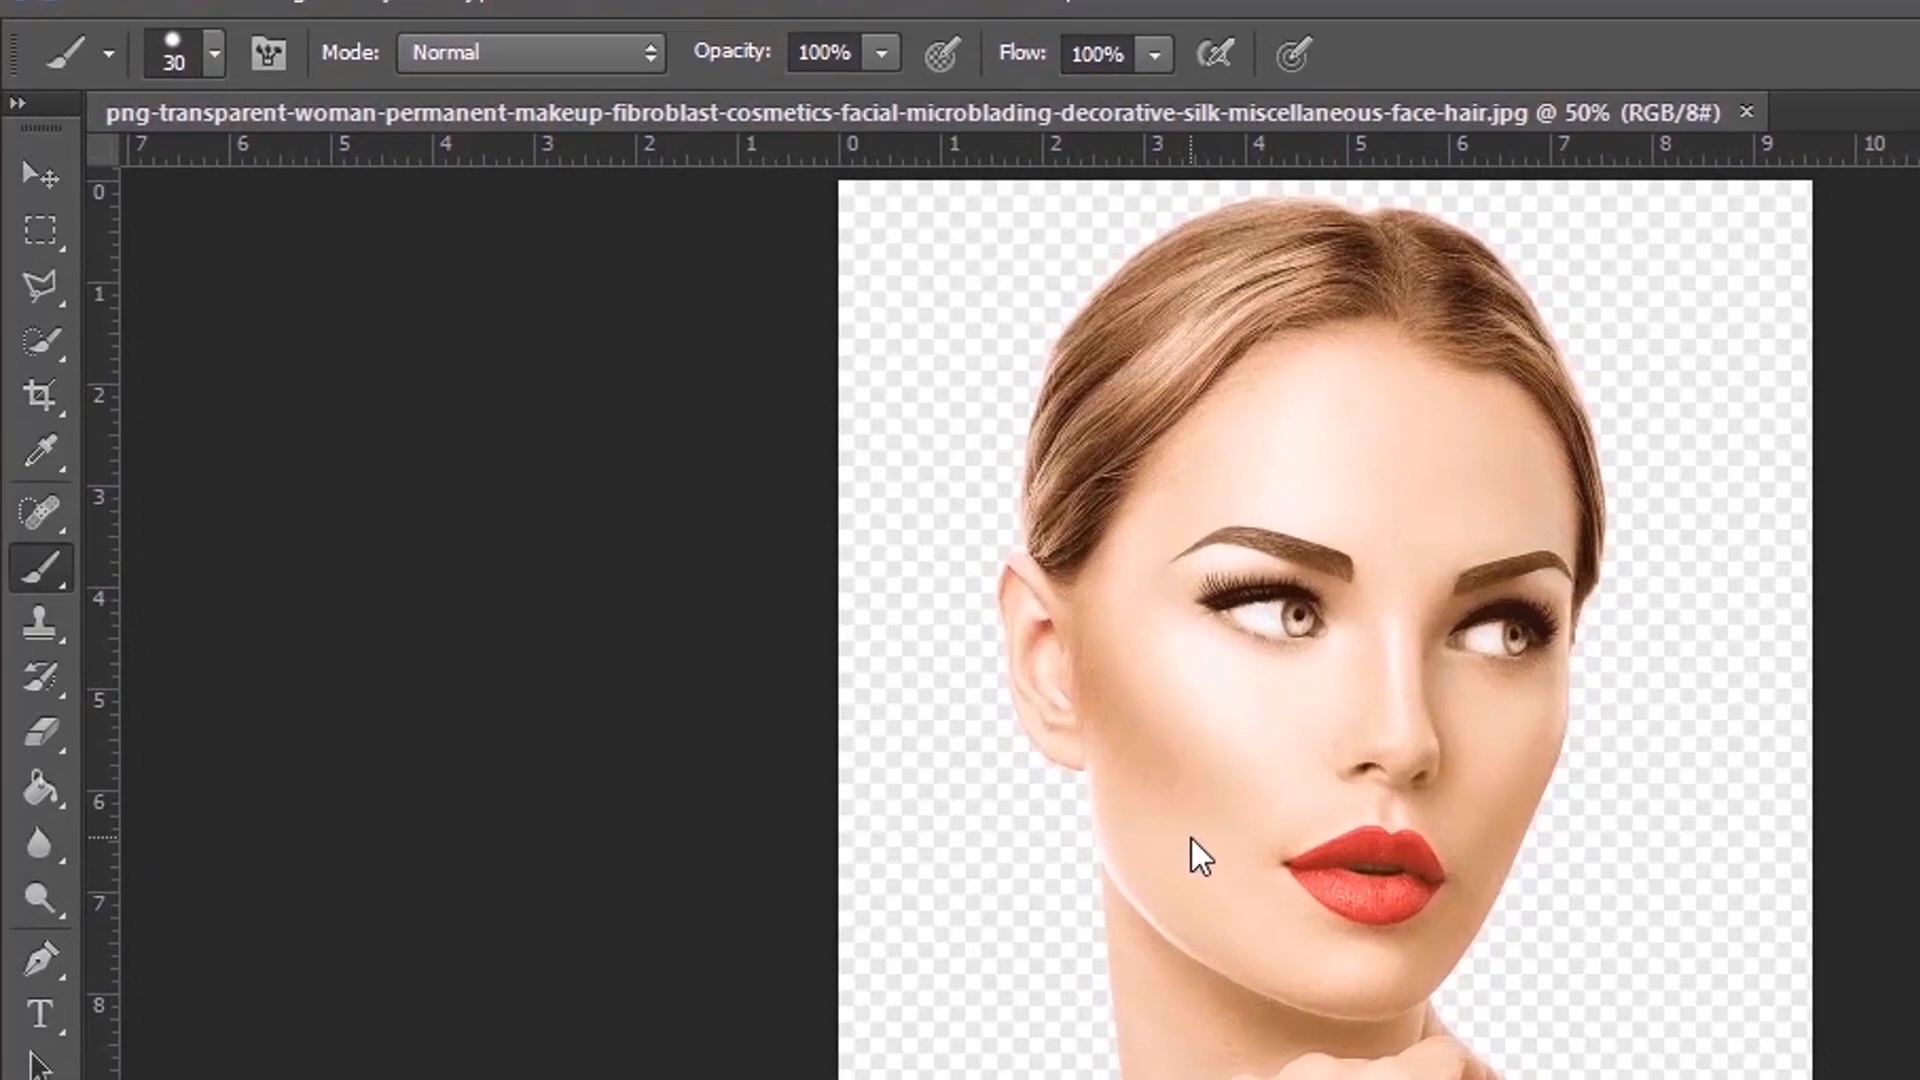 30 Mode: Normal Opacity: 100% Flow: 100%
png-transparent-woman-permanent-makeup-fibroblast-cosmetics-facial-microblading-decorative-silk-miscellaneous-face-hair.jpg @ 50% (RGB/8#) ×
7 6 5 4 3 2 1 0 1 2 3 4 5 6 7 8 9 10
0
1
2
3
4
5
6
7
8
T